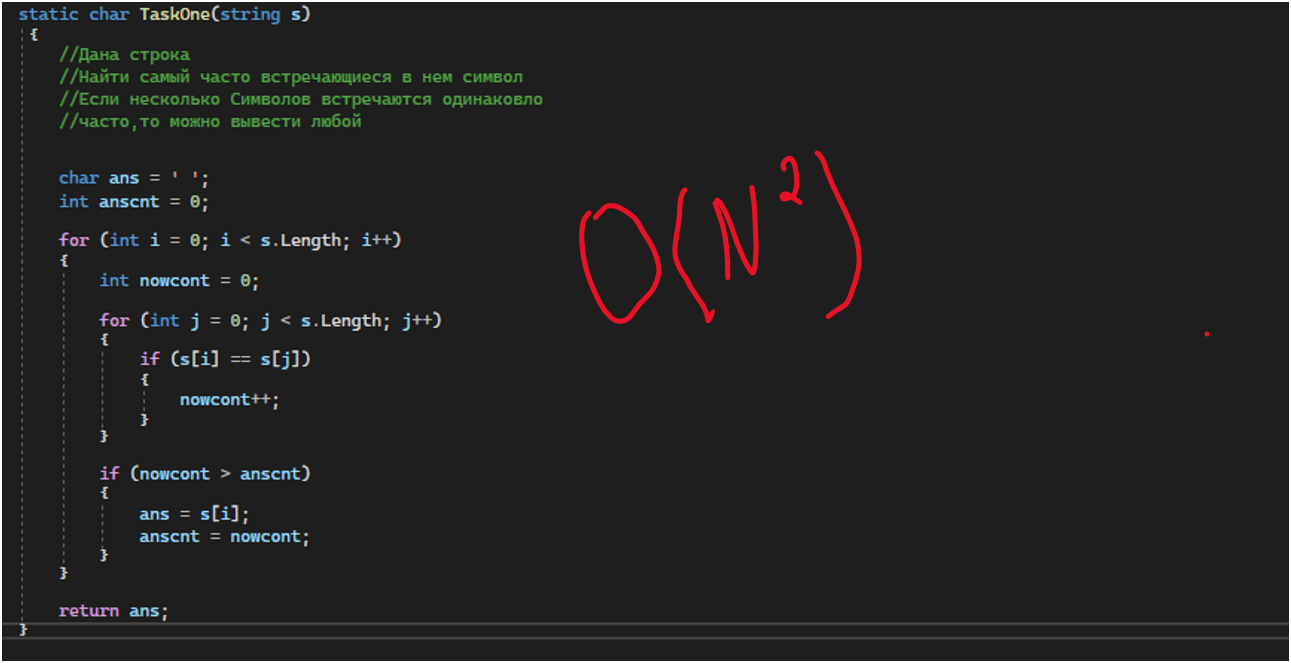 static char TaskOne(string s)
{
//Дана строка
//Найти самый часто встречающиеся в нем символ
//Если несколько Символов встречаются одинаковло
//часто,то можно вывести любой
char ans = ' ';
int anscnt = 0;
for (int i = 0; i < s.Length; i++)
{
int nowcont = 0;
for (int j = 0; j < s.Length; j++)
{
if (s[i] == s[j])
{
nowcont++;
}
}
if (nowcont > anscnt)
{
ans = s[i];
anscnt = nowcont;
}
}
return ans;
}
O(N²)